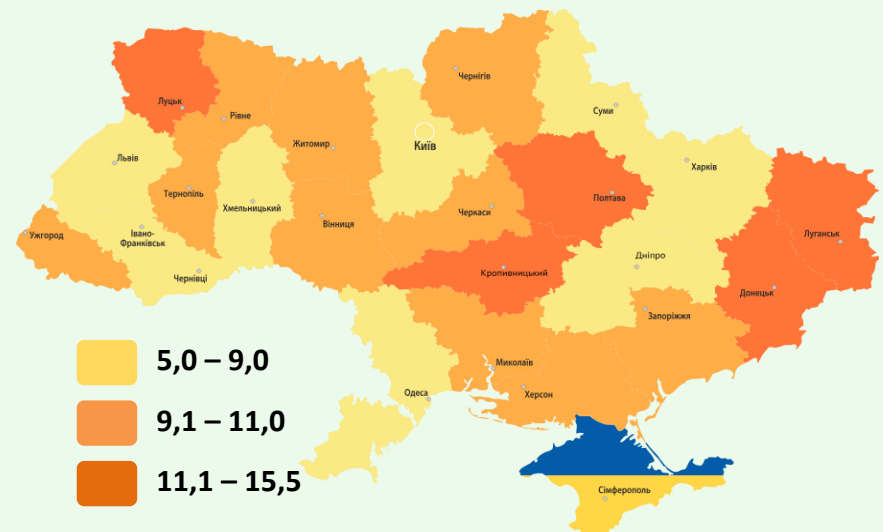 Чернігів
Луцьк
Рівне
Суми
Житомир
Київ
Львів
Харків
Тернопіль
Хмельницький
Полтава
Черкаси
Вінниця
Ужгород
Івано-
Франківськ
Луганськ
Чернівці
Кропивницький
Дніпро
Донецьк
Запоріжжя
5,0 – 9,0
Миколаїв
Одеса
Херсон
9,1 – 11,0
11,1 – 15,5
Сімферополь